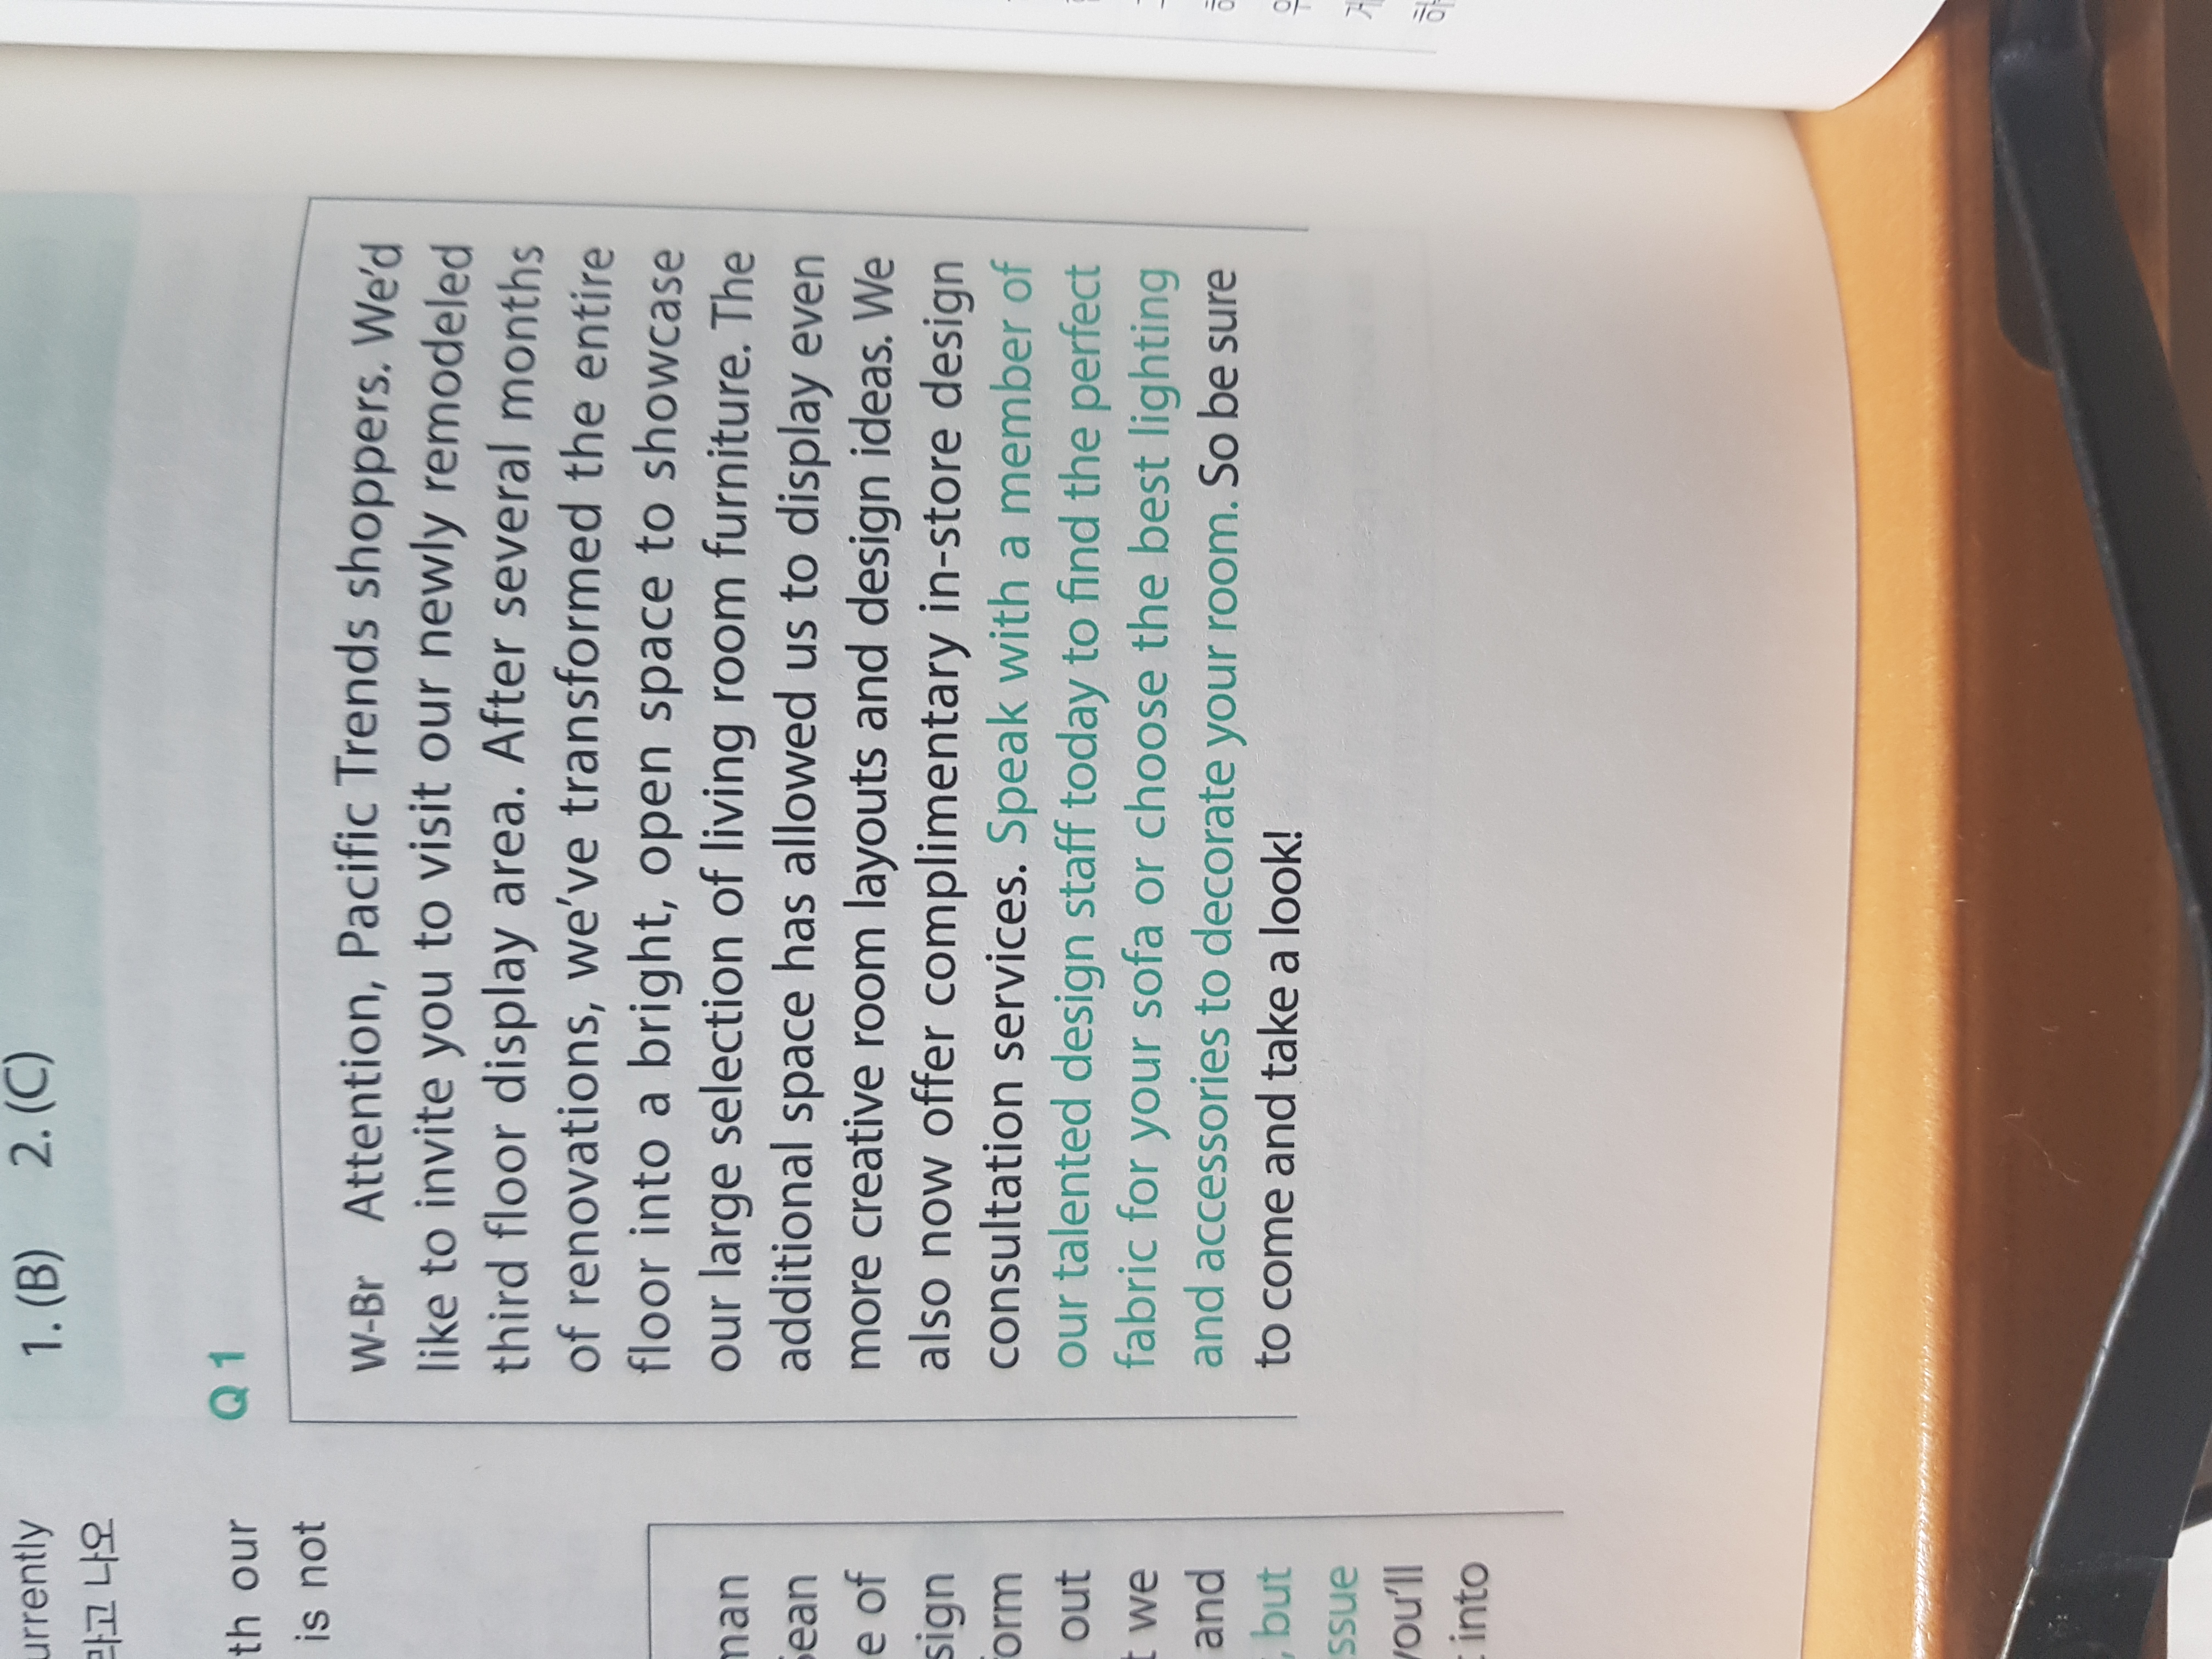 urrently
라고 나오
th our
is not
man
Sean
e of
sign
form
out
t we
and
, but
ssue
you'll
t into
1. (B) 2. (C)
Q 1
W-Br Attention, Pacific Trends shoppers. We'd
like to invite you to visit our newly remodeled
third floor display area. After several months
of renovations, we've transformed the entire
floor into a bright, open space to showcase
our large selection of living room furniture. The
additional space has allowed us to display even
more creative room layouts and design ideas. We
also now offer complimentary in-store design
consultation services. Speak with a member of
our talented design staff today to find the perfect
fabric for your sofa or choose the best lighting
and accessories to decorate your room. So be sure
to come and take a look!